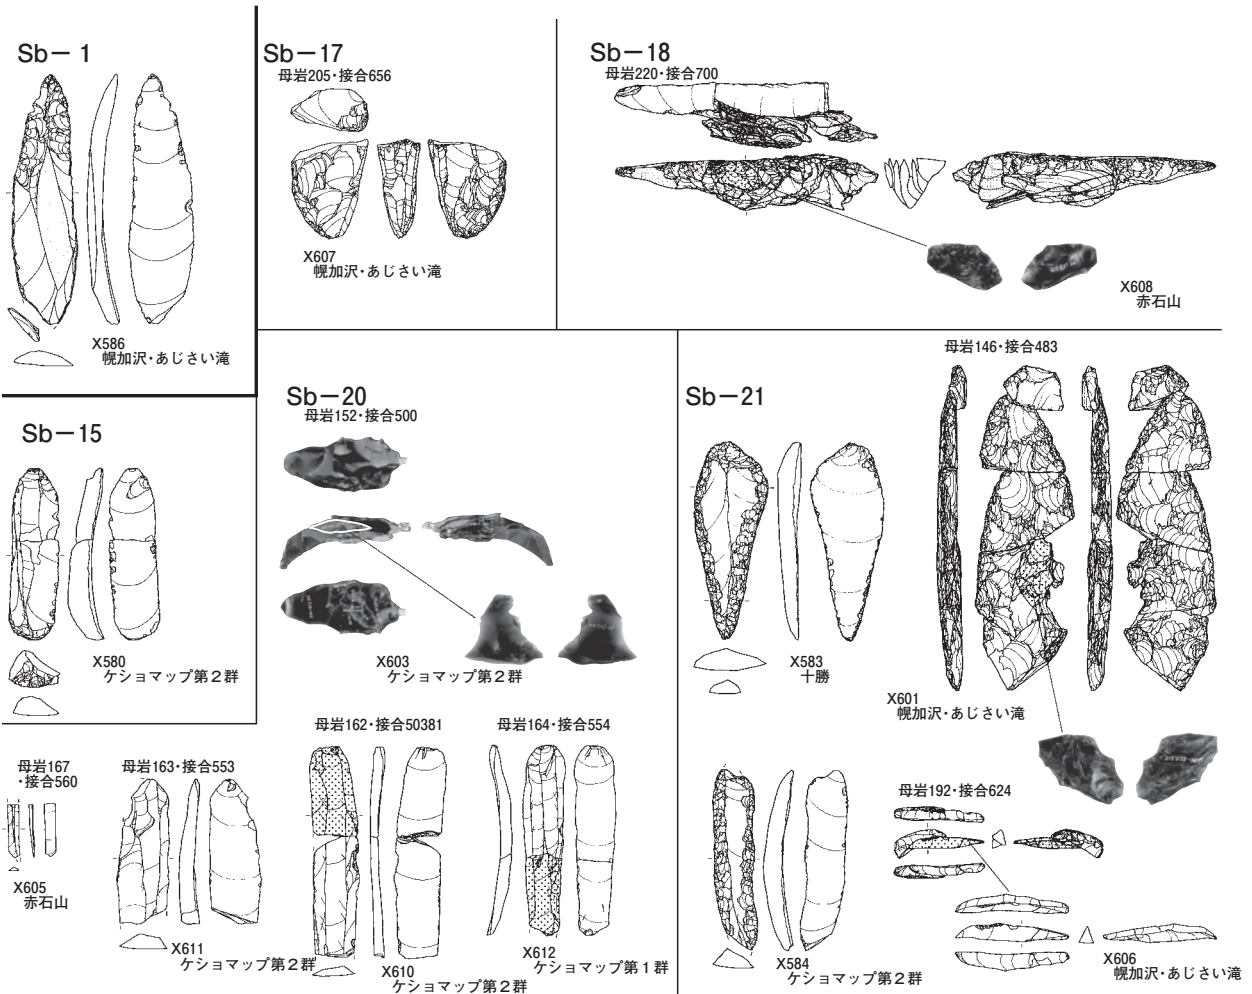 Sb－1
X586
幌加沢・あじさい滝
Sb－17
母岩205・接合656
X607
幌加沢・あじさい滝
Sb－18
母岩220・接合700
X608
赤石山
Sb－15
X580
ケショマップ第２群
Sb－20
母岩152・接合500
X603
ケショマップ第２群
母岩167
・接合560
X605
赤石山
母岩163・接合553
X611
ケショマップ第２群
母岩162・接合50381
X610
ケショマップ第２群
母岩164・接合554
X612
ケショマップ第１群
Sb－21
X583
十勝
母岩146・接合483
X601
幌加沢・あじさい滝
X584
ケショマップ第２群
母岩192・接合624
X606
幌加沢・あじさい滝